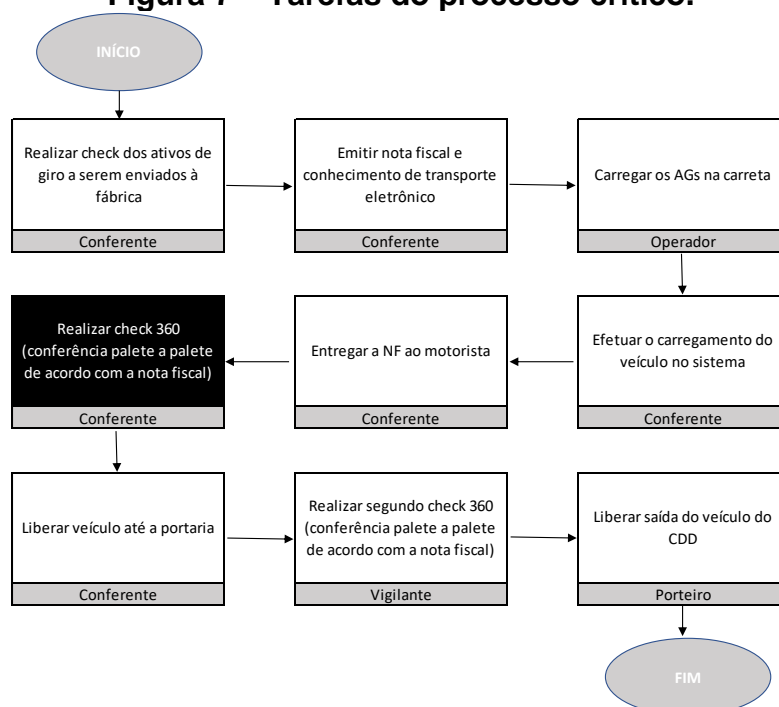 Figura 7 – Tarefas do processo crítico.
INÍCIO
Realizar check dos ativos de
giro a serem enviados à
fábrica
Conferente
Emitir nota fiscal e
conhecimento de transporte
eletrônico
Conferente
Carregar os AGs na carreta
Operador
Efetuar o carregamento do
veículo no sistema
Conferente
Entregar a NF ao motorista
Conferente
Realizar check 360
(conferência palete a palete
de acordo com a nota fiscal)
Conferente
Liberar veículo até a portaria
Conferente
Realizar segundo check 360
(conferência palete a palete
de acordo com a nota fiscal)
Vigilante
Liberar saída do veículo do
CDD
Porteiro
FIM